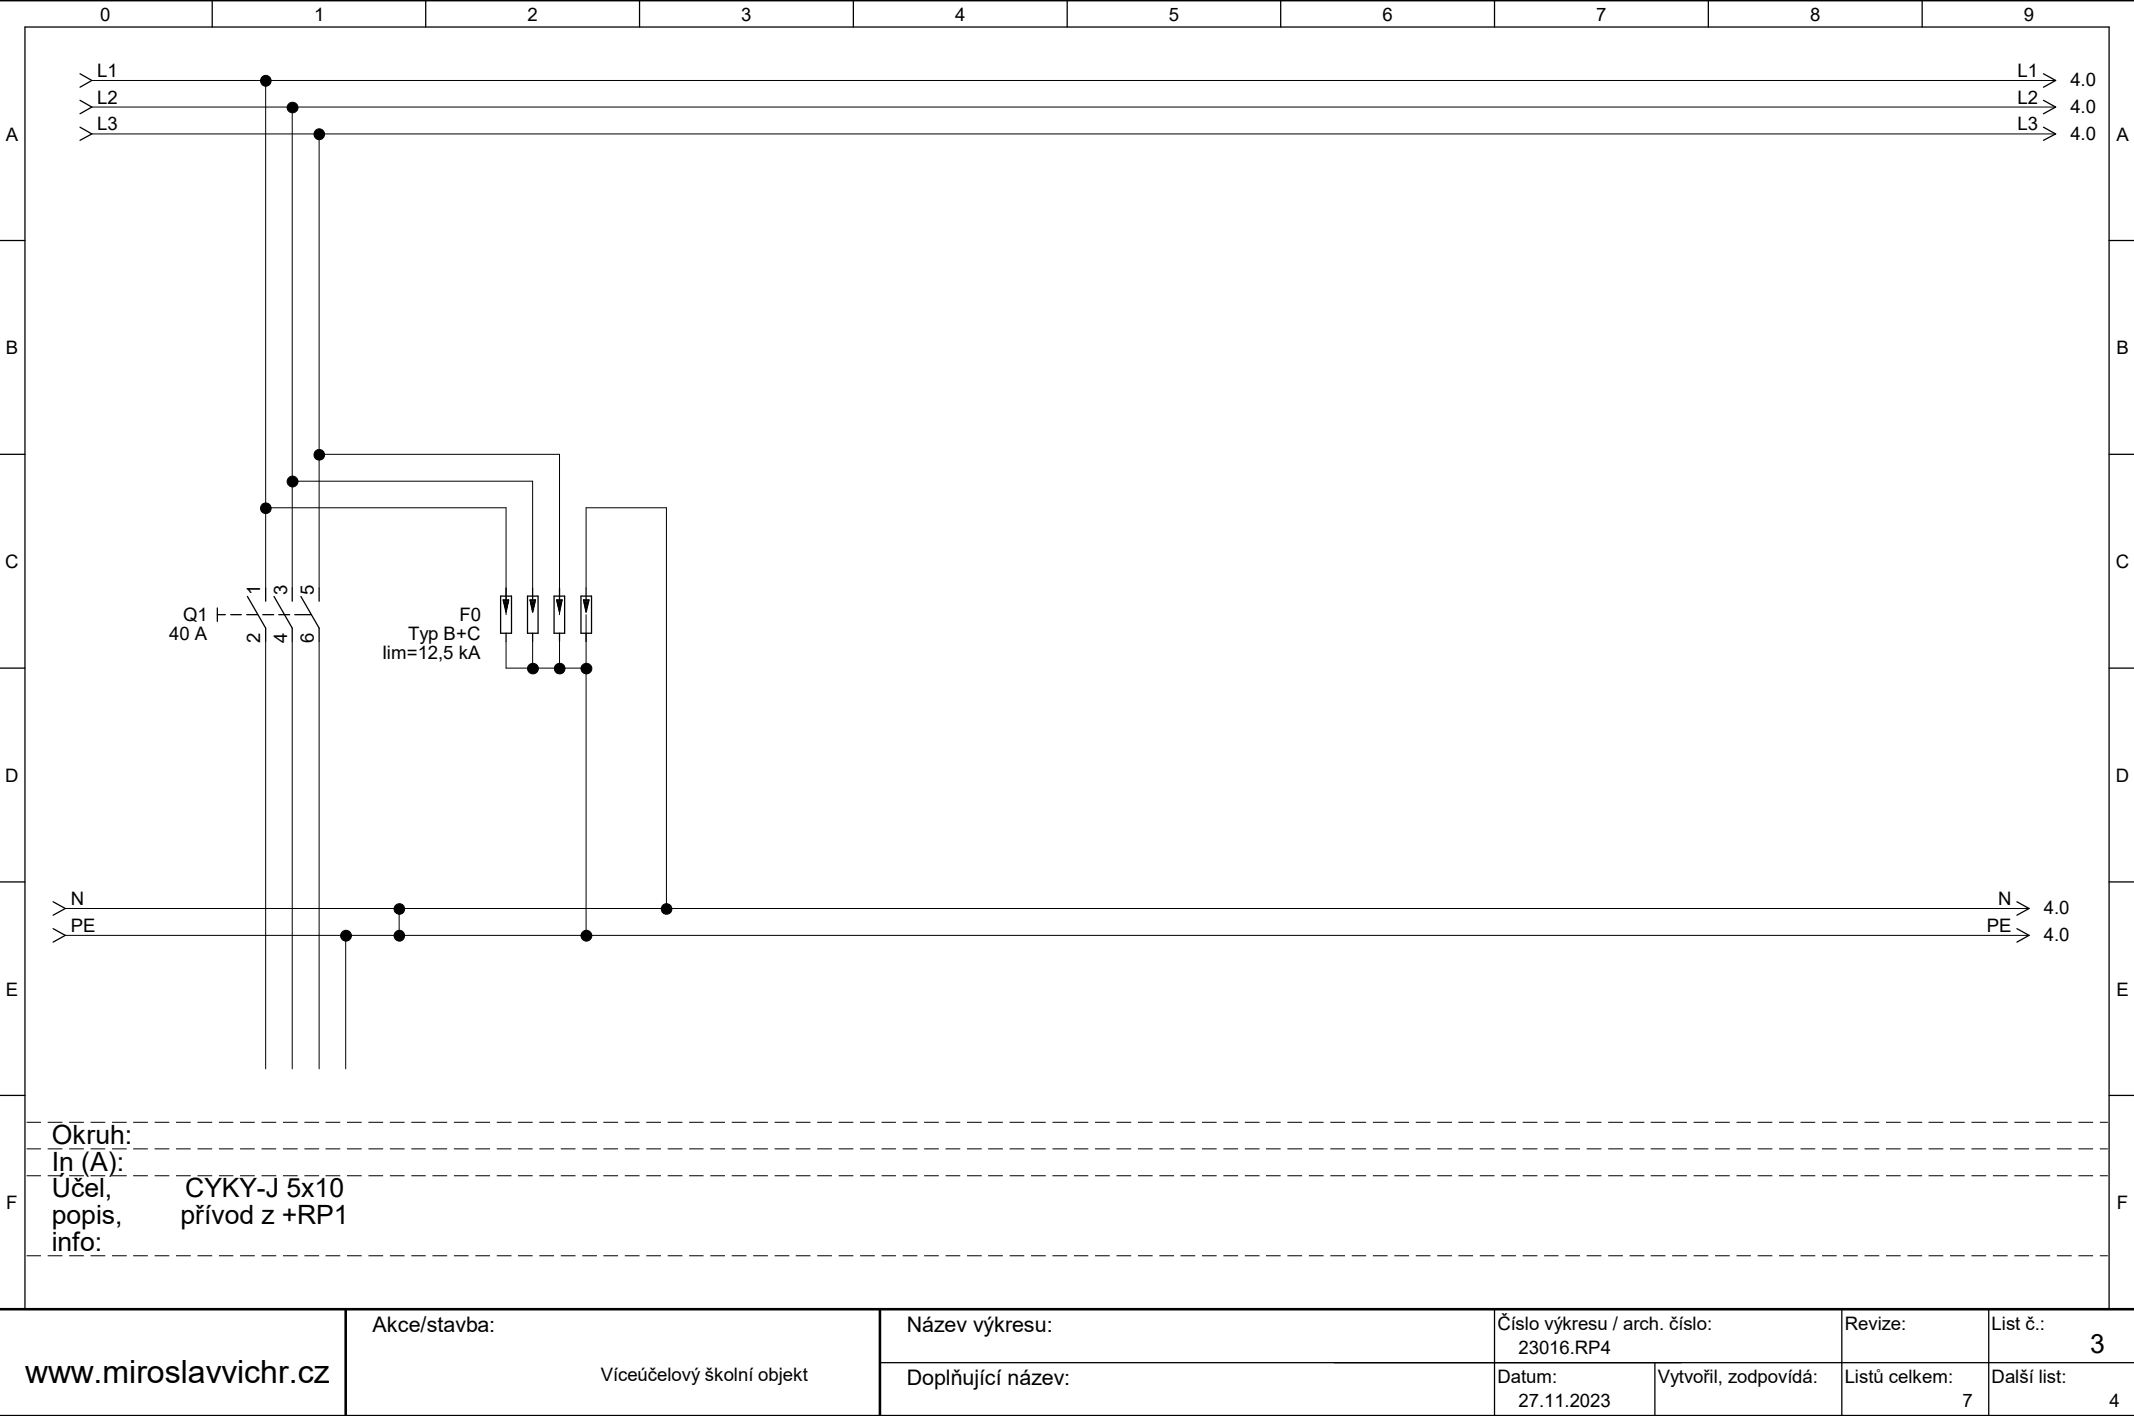 0 1 2 3 4 5 6 7 8 9
L1 L1 4.0
L2 L2 4.0
L3 L3 4.0
A A
B B
C C
1 3 5
Q1
40 A
2 4 6
F0
Typ B+C
Iim=12,5 kA
D D
N N 4.0
PE PE 4.0
E E
Okruh:
In (A):
Účel, CYKY-J 5x10
popis, přívod z +RP1
info:
F F
www.miroslavvichr.cz
Akce/stavba:
Víceúčelový školní objekt
Název výkresu:
Doplňující název:
Číslo výkresu / arch. číslo:
23016.RP4
Revize:
List č.:
3
Datum:
27.11.2023
Vytvořil, zodpovídá:
Listů celkem:
7
Další list:
4